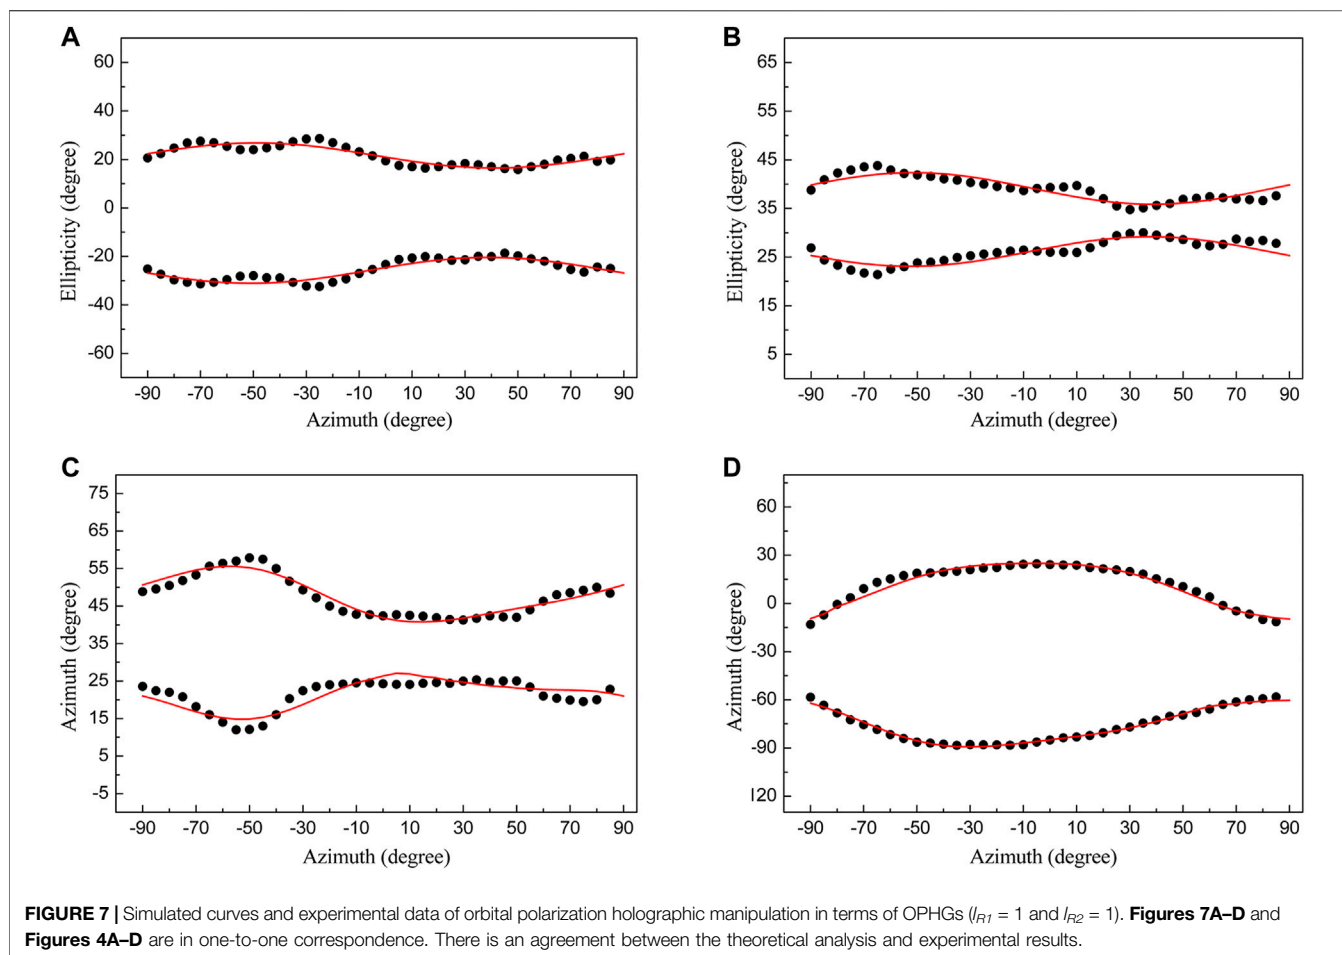 A
60
40
20
0
-20
-40
-60
Ellipticity (degree)
-90 -70 -50 -30 -10 10 30 50 70 90
Azimuth (degree)
B
65
55
45
35
25
15
5
Ellipticity (degree)
-90 -70 -50 -30 -10 10 30 50 70 90
Azimuth (degree)
C
75
65
55
45
35
25
15
5
-5
Azimuth (degree)
-90 -70 -50 -30 -10 10 30 50 70 90
Azimuth (degree)
D
60
30
0
-30
-60
-90
120
Azimuth (degree)
-90 -70 -50 -30 -10 10 30 50 70 90
Azimuth (degree)
FIGURE 7 | Simulated curves and experimental data of orbital polarization holographic manipulation in terms of OPHGs (lR1 = 1 and lR2 = 1). Figures 7A–D and
Figures 4A–D are in one-to-one correspondence. There is an agreement between the theoretical analysis and experimental results.